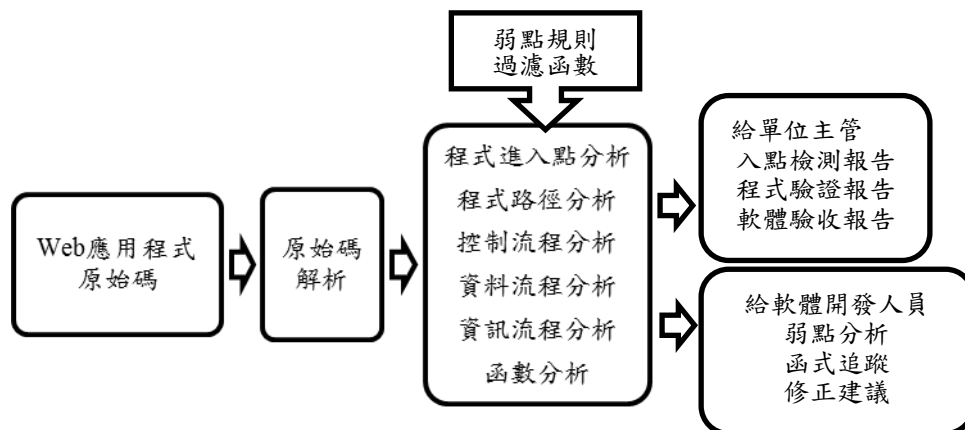 弱點規則
過濾函數
Web應用程式
原始碼
原始碼
解析
程式進入點分析
程式路徑分析
控制流程分析
資料流程分析
資訊流程分析
函數分析
給單位主管
入點檢測報告
程式驗證報告
軟體驗收報告
給軟體開發人員
弱點分析
函式追蹤
修正建議